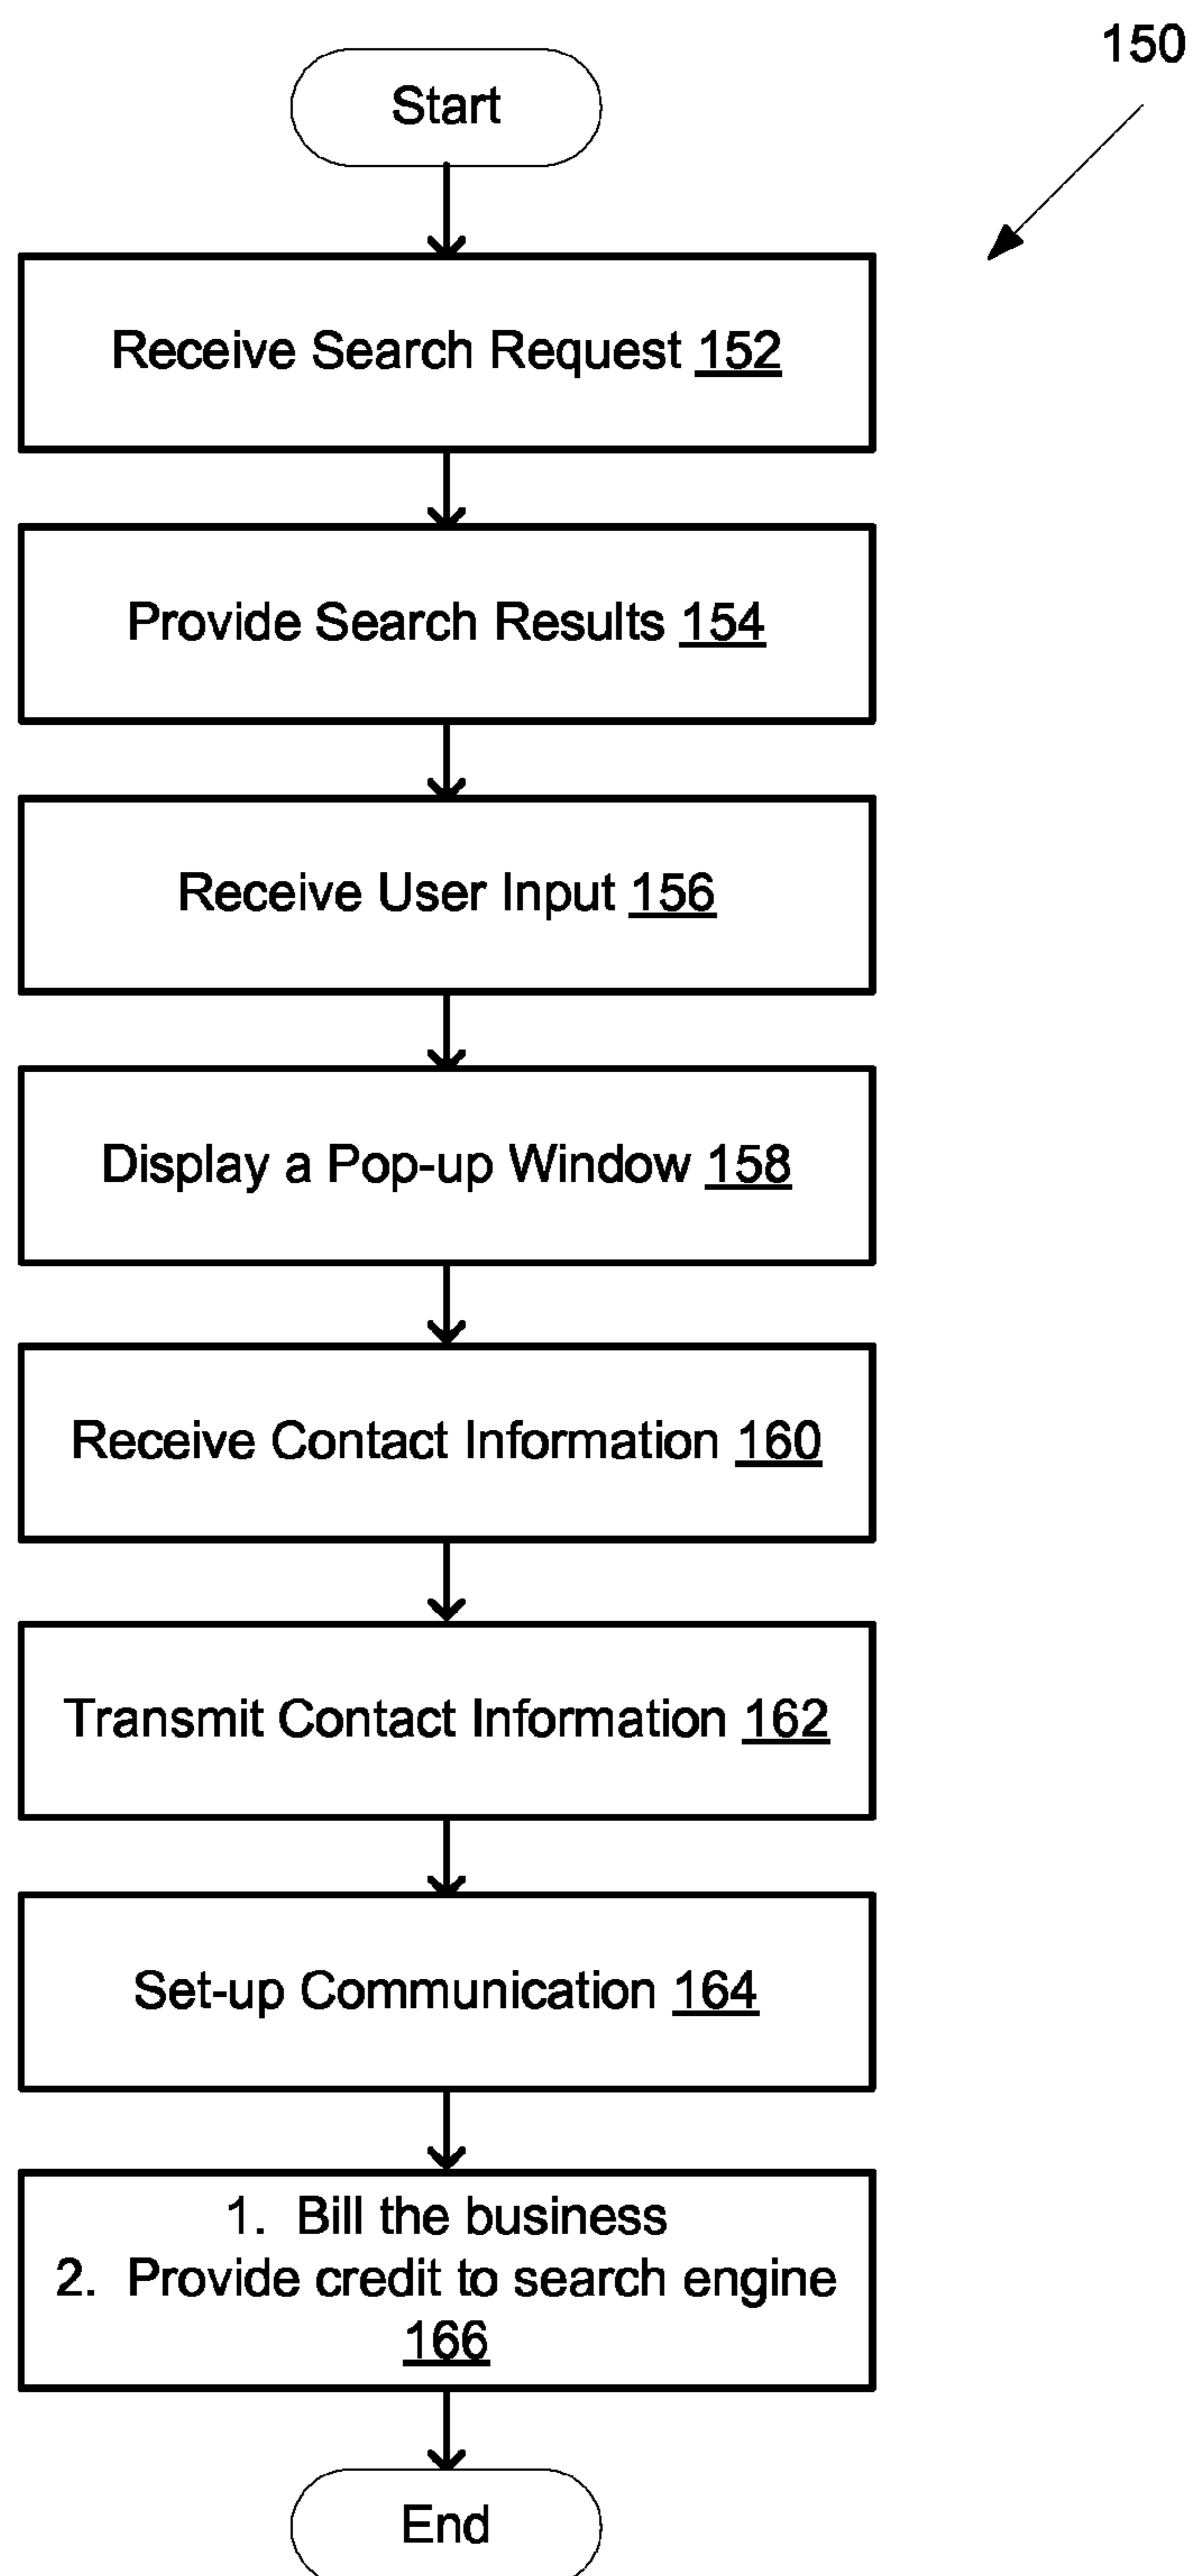 150
Start
Receive Search Request 152
Provide Search Results 154
Receive User Input 156
Display a Pop-up Window 158
Receive Contact Information 160
Transmit Contact Information 162
Set-up Communication 164
1. Bill the business
2. Provide credit to search engine
166
End